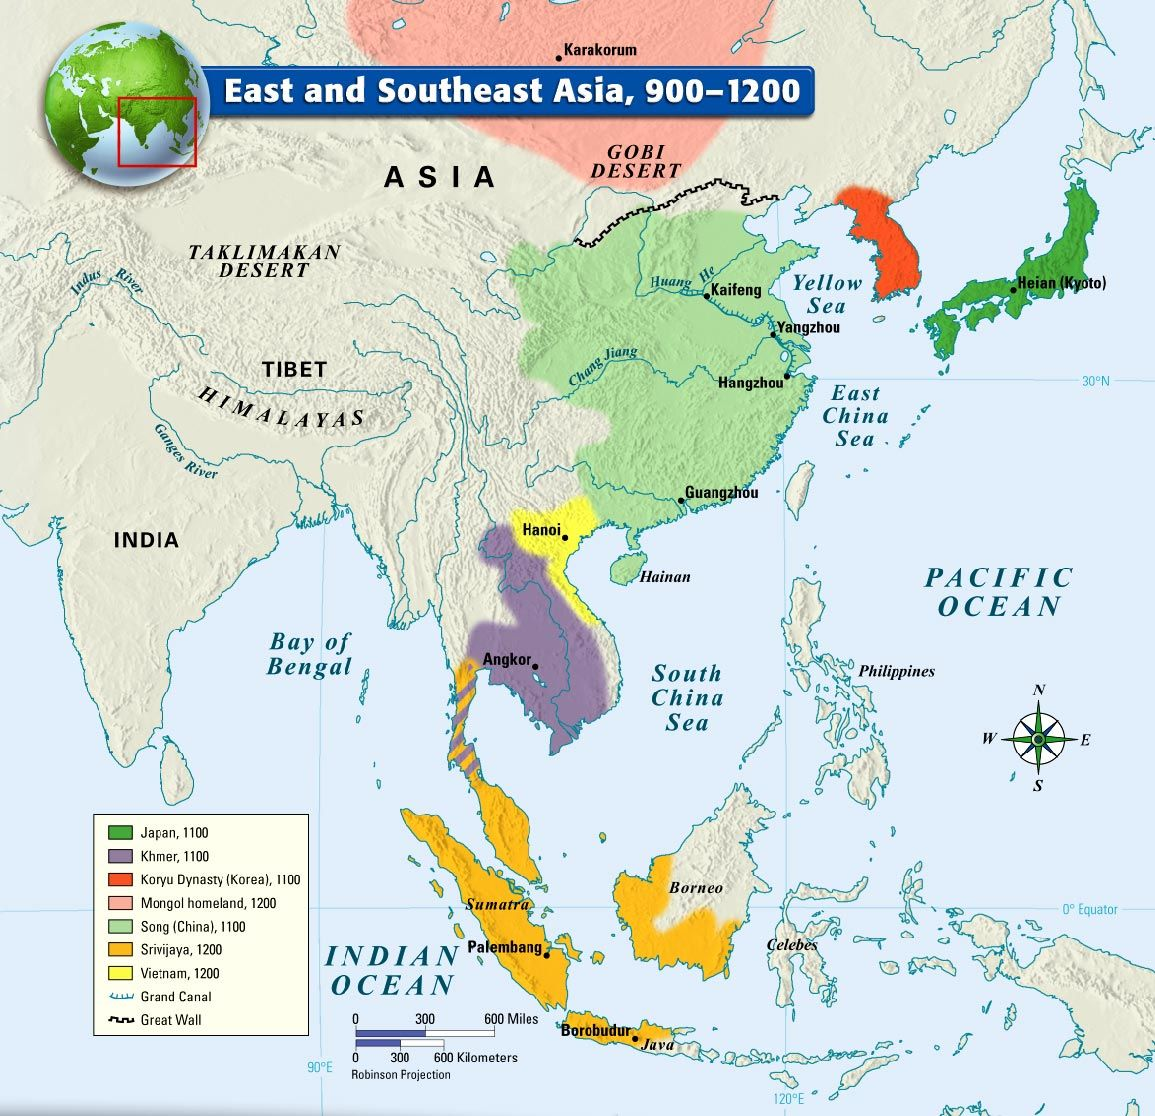 Karakorum
East and Southeast Asia, 900–1200
GOBI
DESERT
ASIA
TAKLIMAKAN
DESERT
Indus River
Huang He
Kaifeng
Yellow
Sea
Heian (Kyoto)
Yangzhou
TIBET
Chang Jiang
Hangzhou
30°N
HIMALAYAS
East
China
Sea
Ganges River
Guangzhou
Hanoi
INDIA
Hainan
PACIFIC
OCEAN
Bay of
Bengal
Angkor
South
China
Sea
Philippines
N
W
E
S
Japan, 1100
Khmer, 1100
Koryu Dynasty (Korea), 1100
Mongol homeland, 1200
Song (China), 1100
Srivijaya, 1200
Vietnam, 1200
Grand Canal
Great Wall
Borneo
Sumatra
0° Equator
Palembang
Celebes
INDIAN
OCEAN
Borobudur
Java
0 300 600 Miles
0 300 600 Kilometers
Robinson Projection
90°E
120°E